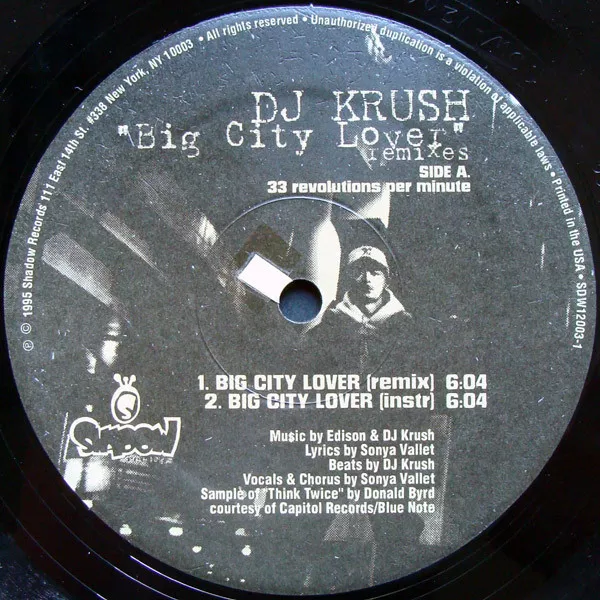 ℗ © 1995 Shadow Records 111 East 14th St. #338 New York, NY 10003 • All rights reserved • Unauthorized duplication is a violation of applicable laws • Printed in the USA • SDW12003-1
DJ KRUSH
"Big City Lover"
remixes
SIDE A.
33 revolutions per minute
1. BIG CITY LOVER (remix) 6:04
2. BIG CITY LOVER (instr) 6:04
SHADOW
Music by Edison & DJ Krush
Lyrics by Sonya Vallet
Beats by DJ Krush
Vocals & Chorus by Sonya Vallet
Sample of "Think Twice" by Donald Byrd
courtesy of Capitol Records/Blue Note